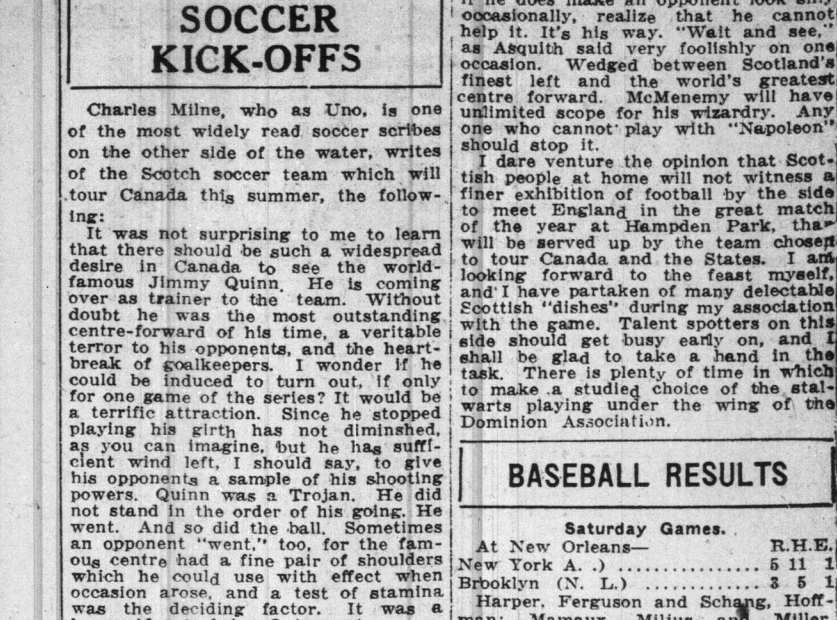 SOCCER
KICK-OFFS
Charles Milne, who as Uno, is one
of the most widely read soccer scribes
on the other side of the water, writes
of the Scotch soccer team which will
tour Canada this summer, the follow-
ing:
It was not surprising to me to learn
that there should be such a widespread
desire in Canada to see the world-
famous Jimmy Quinn. He is coming
over as trainer to the team. Without
doubt he was the most outstanding
centre-forward of his time, a veritable
terror to his opponents, and the heart-
break of goalkeepers. I wonder if he
could be induced to turn out, if only
for one game of the series? It would be
a terrific attraction. Since he stopped
playing his girth has not diminshed,
as you can imagine, but he has suffi-
cient wind left, I should say, to give
his opponents a sample of his shooting
powers. Quinn was a Trojan. He did
not stand in the order of his going. He
went. And so did the ball. Sometimes
an opponent "went," too, for the fam-
ous centre had a fine pair of shoulders
which he could use with effect when
occasion arose, and a test of stamina
was the deciding factor. It was a
if he does make an opponent look silly
occasionally, realize that he cannot
help it. It's his way. "Wait and see,"
as Asquith said very foolishly on one
occasion. Wedged between Scotland's
finest left and the world's greatest
centre forward. McMenemy will have
unlimited scope for his wizardry. Any
one who cannot play with "Napoleon"
should stop it.
I dare venture the opinion that Scot-
tish people at home will not witness a
finer exhibition of football by the side
to meet England in the great match
of the year at Hampden Park, than
will be served up by the team chosen
to tour Canada and the States. I am
looking forward to the feast myself,
and I have partaken of many delectable
Scottish "dishes" during my association
with the game. Talent spotters on this
side should get busy early on, and I
shall be glad to take a hand in the
task. There is plenty of time in which
to make a studied choice of the stal-
warts playing under the wing of the
Dominion Association.
BASEBALL RESULTS
Saturday Games.
At New Orleans— R.H.E.
New York A. .) ................ 5 11 1
Brooklyn (N. L.) ............. 3 5 1
Harper, Ferguson and Schang, Hoff-
man; Mamaux, Miljus and Miller,